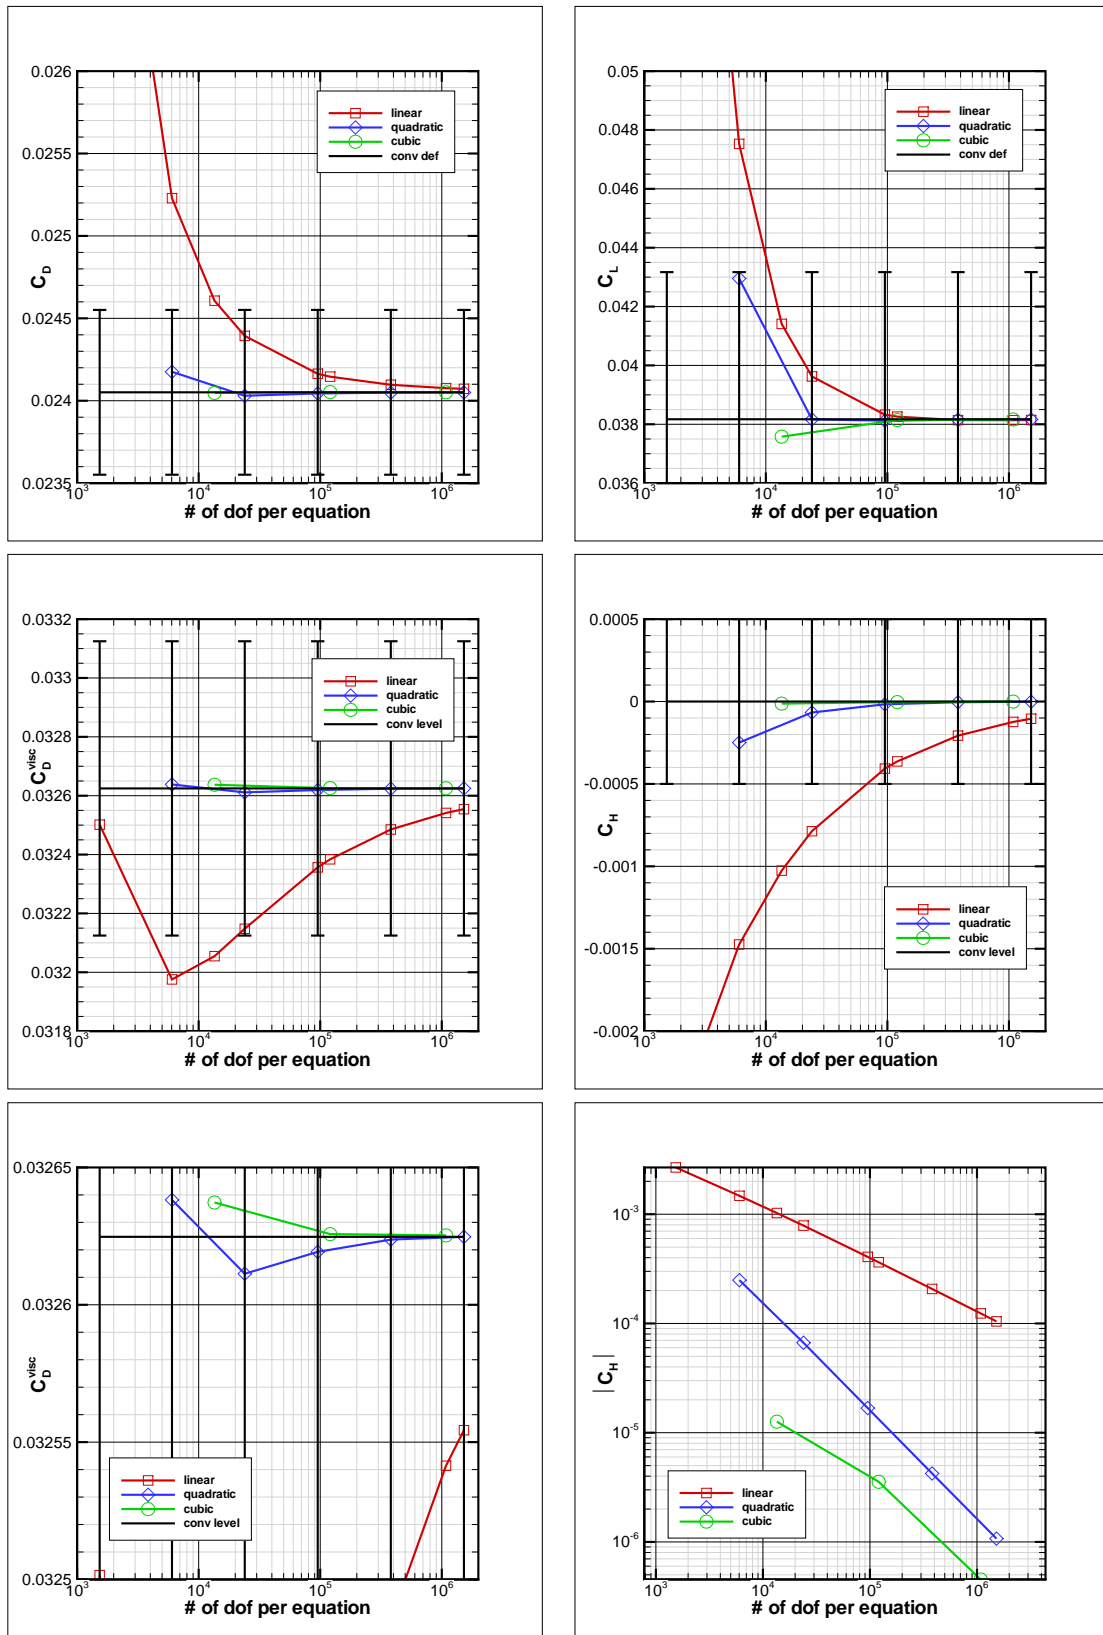 0.026
0.0255
0.025
0.0245
0.024
0.0235
C_D
10^3
10^4
10^5
10^6
# of dof per equation
linear
quadratic
cubic
conv def
0.05
0.048
0.046
0.044
0.042
0.04
0.038
0.036
C_L
10^3
10^4
10^5
10^6
# of dof per equation
linear
quadratic
cubic
conv def
0.0332
0.033
0.0328
0.0326
0.0324
0.0322
0.032
0.0318
C_D^visc
10^3
10^4
10^5
10^6
# of dof per equation
linear
quadratic
cubic
conv level
0.0005
0
-0.0005
-0.001
-0.0015
-0.002
C_H
10^3
10^4
10^5
10^6
# of dof per equation
linear
quadratic
cubic
conv level
0.03265
0.0326
0.03255
0.0325
C_D^visc
10^3
10^4
10^5
10^6
# of dof per equation
linear
quadratic
cubic
conv level
10^-3
10^-4
10^-5
10^-6
| C_H |
10^3
10^4
10^5
10^6
# of dof per equation
linear
quadratic
cubic